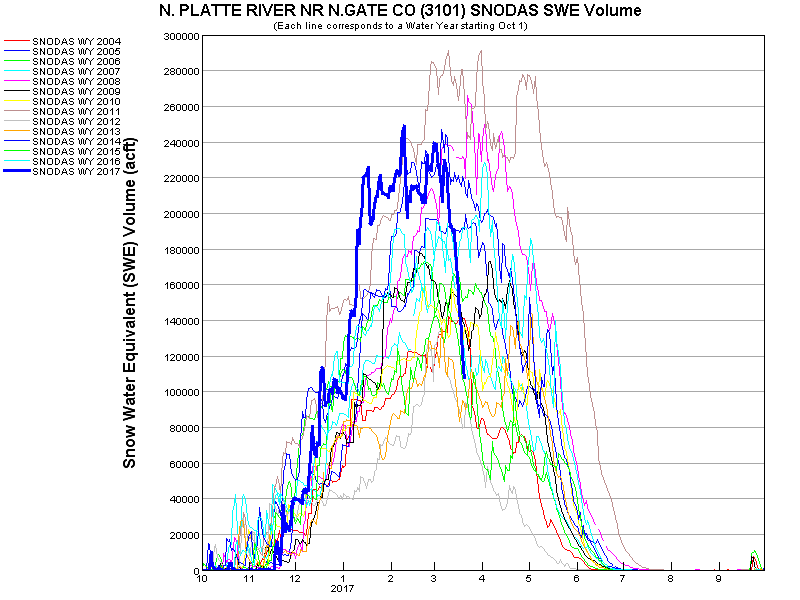 N. PLATTE RIVER NR N.GATE CO (3101) SNODAS SWE Volume
(Each line corresponds to a Water Year starting Oct 1)
SNODAS WY 2004
SNODAS WY 2005
SNODAS WY 2006
SNODAS WY 2007
SNODAS WY 2008
SNODAS WY 2009
SNODAS WY 2010
SNODAS WY 2011
SNODAS WY 2012
SNODAS WY 2013
SNODAS WY 2014
SNODAS WY 2015
SNODAS WY 2016
SNODAS WY 2017
Snow Water Equivalent (SWE) Volume (acft)
300000
280000
260000
240000
220000
200000
180000
160000
140000
120000
100000
80000
60000
40000
20000
0
10 11 12 1 2 3 4 5 6 7 8 9
2017